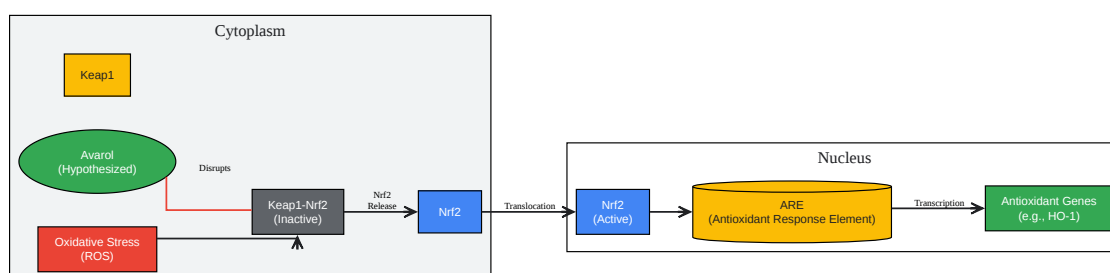 Cytoplasm
Keap1
Avarol
(Hypothesized)
Disrupts
Oxidative Stress
(ROS)
Keap1-Nrf2
(Inactive)
Nrf2
Release
Nrf2
Translocation
Nucleus
Nrf2
(Active)
ARE
(Antioxidant Response Element)
Transcription
Antioxidant Genes
(e.g., HO-1)